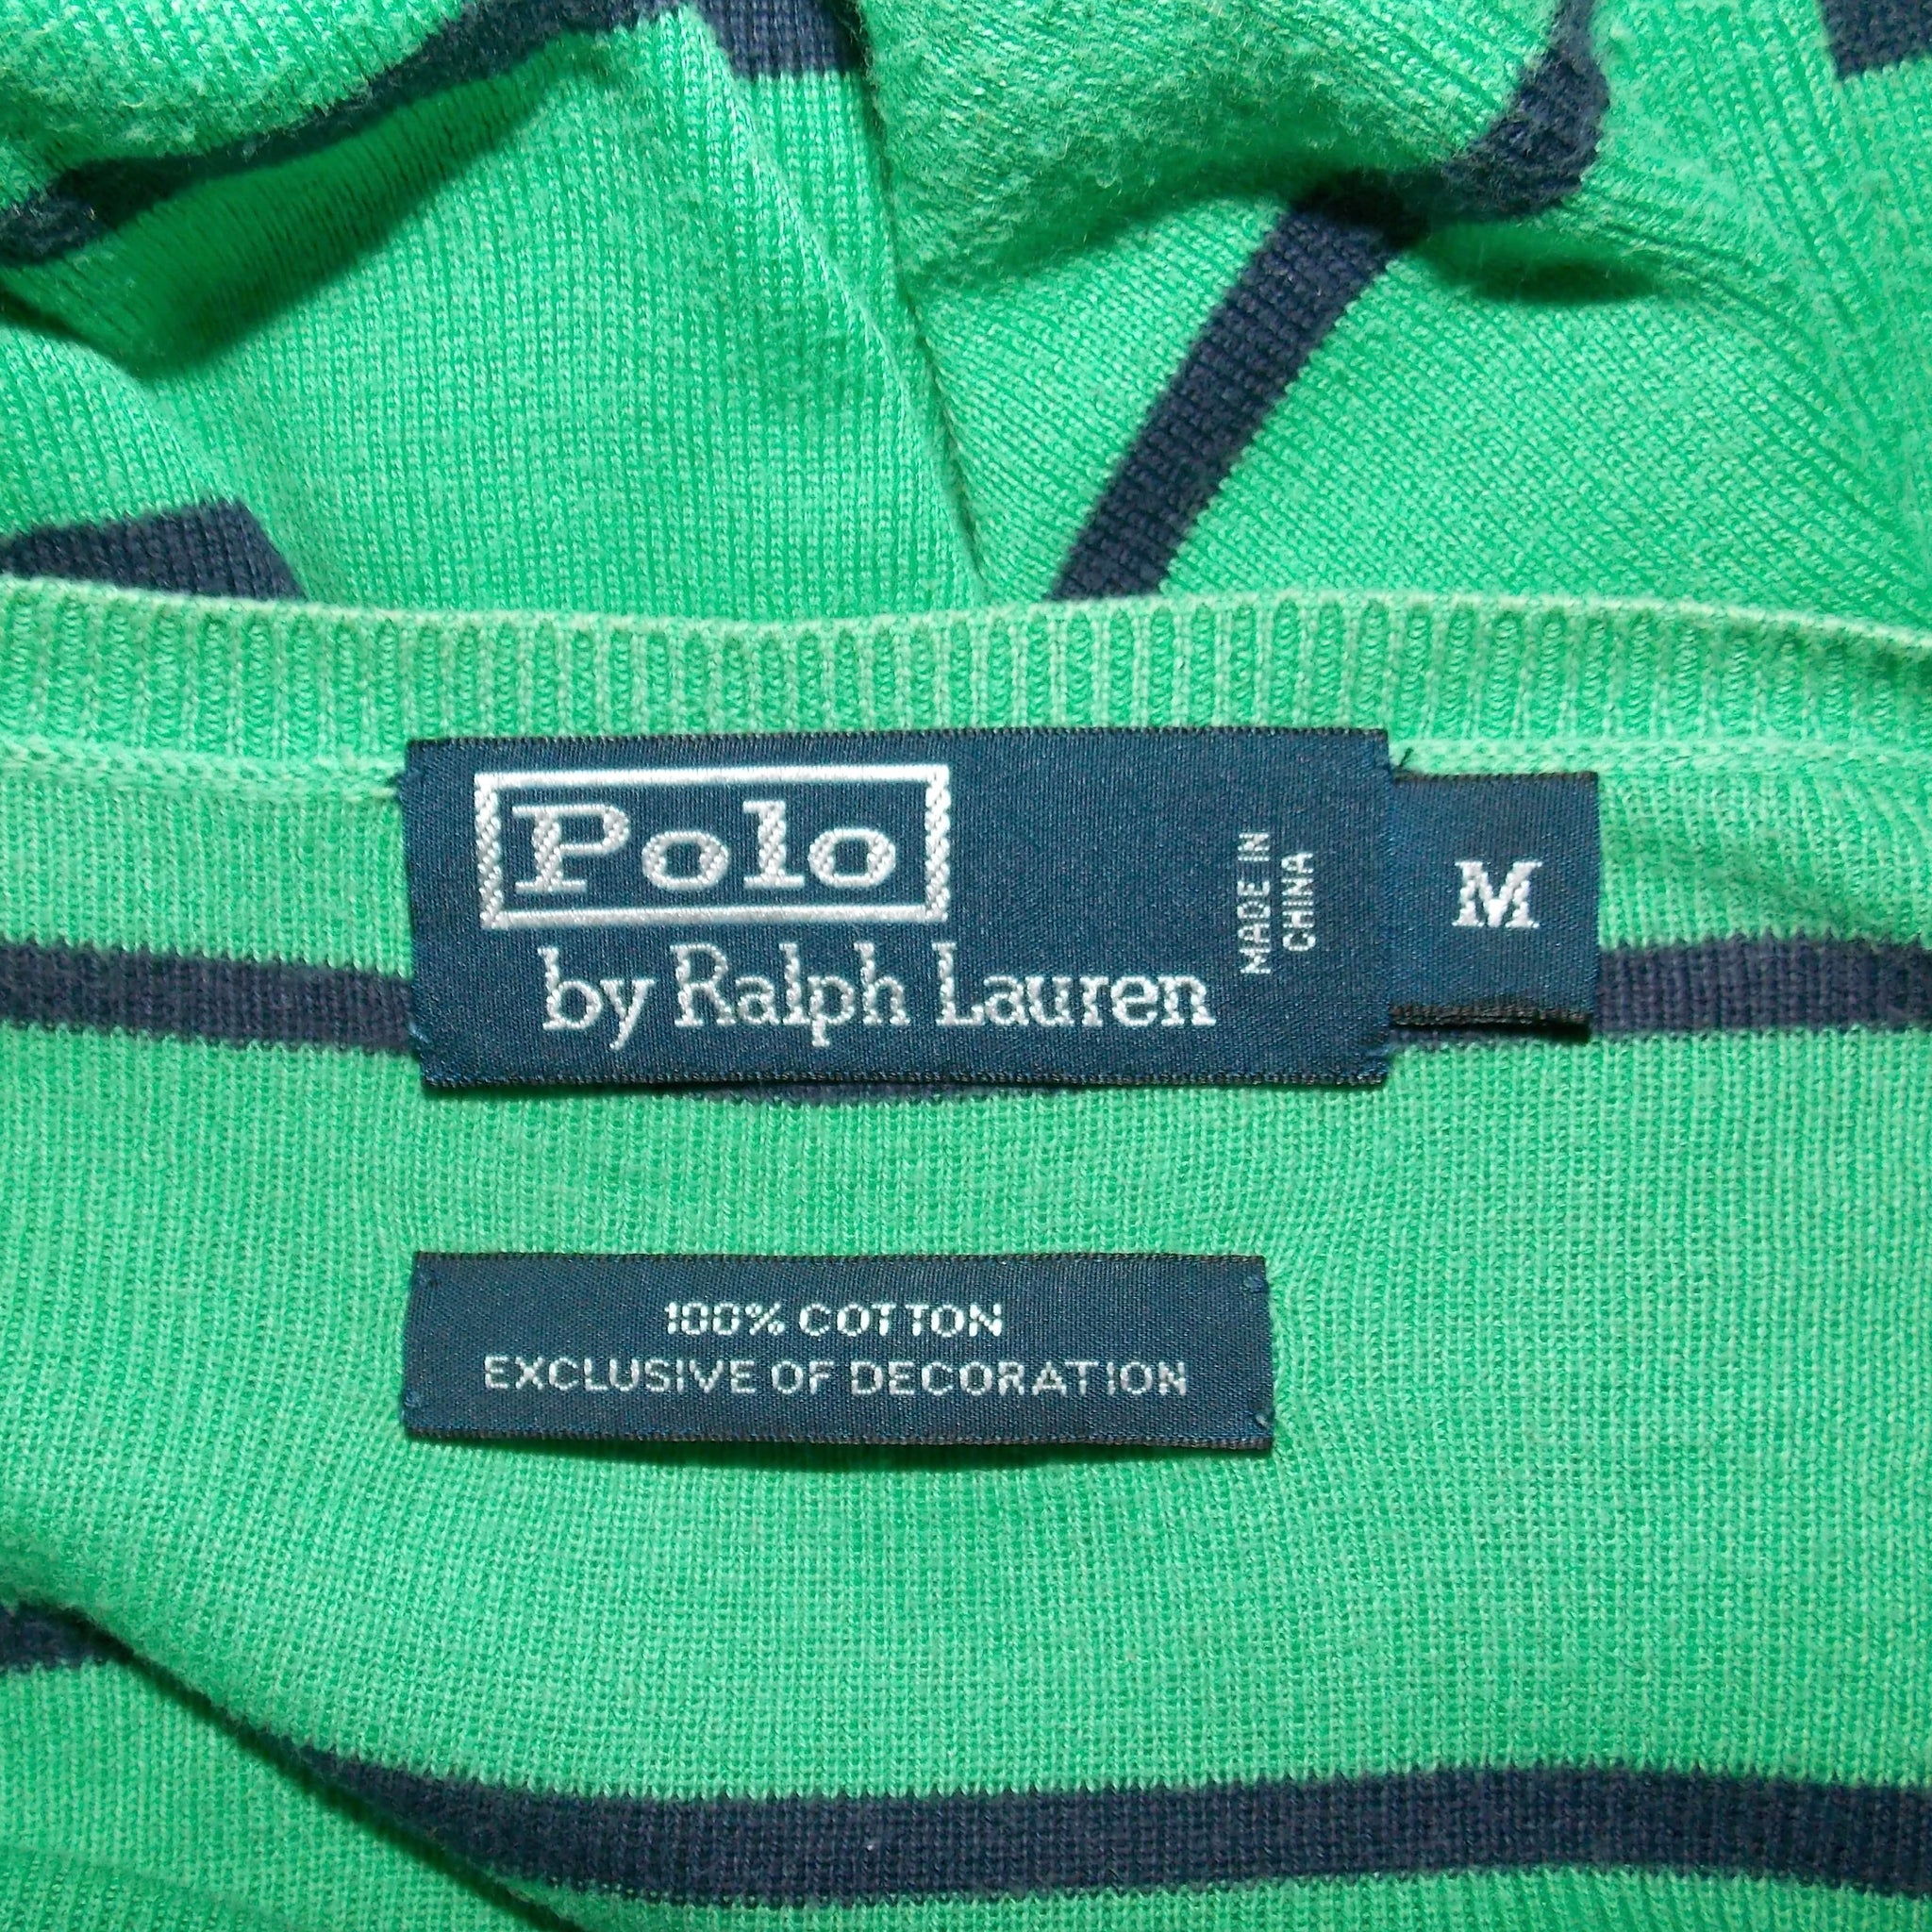 Polo
by Ralph Lauren
MADE IN
CHINA
M
100% COTTON
EXCLUSIVE OF DECORATION